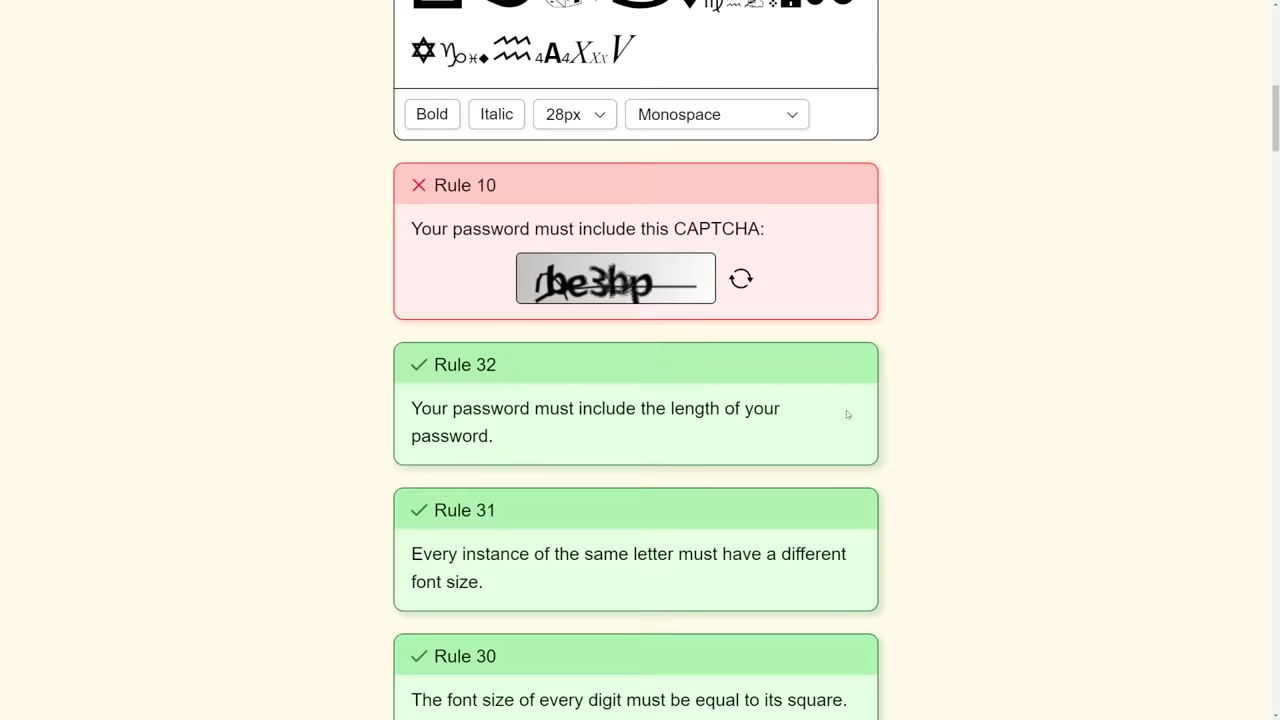 4A4XXXV
Bold Italic 28px Monospace
Rule 10
Your password must include this CAPTCHA:
Rule 32
Your password must include the length of your
password.
Rule 31
Every instance of the same letter must have a different
font size.
Rule 30
The font size of every digit must be equal to its square.